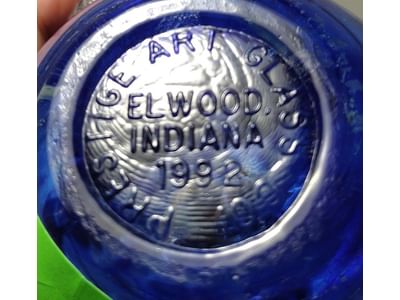 PRESTIGE ART GLASS
ELWOOD.
INDIANA
1992